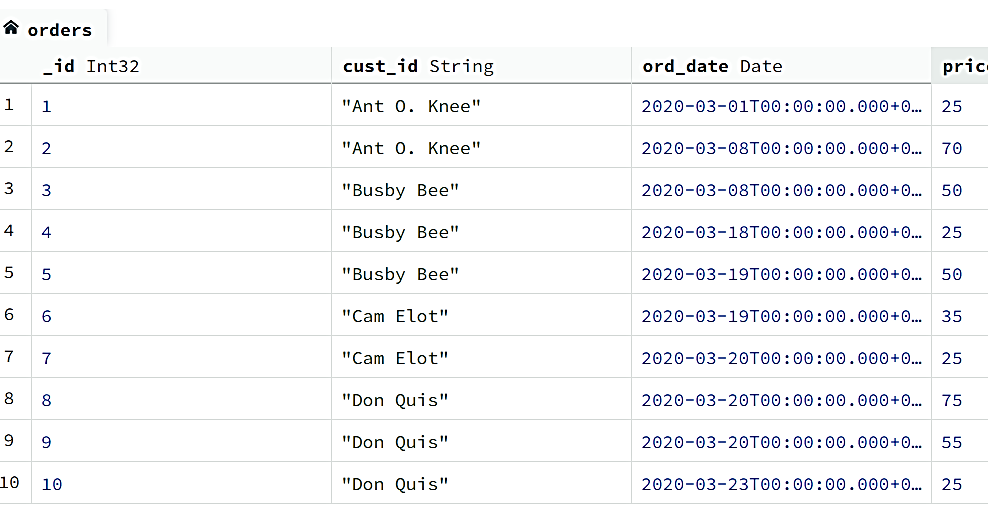 orders
_id Int32 cust_id String ord_date Date pric
1 1 "Ant O. Knee" 2020-03-01T00:00:00.000+0… 25
2 2 "Ant O. Knee" 2020-03-08T00:00:00.000+0… 70
3 3 "Busby Bee" 2020-03-08T00:00:00.000+0… 50
4 4 "Busby Bee" 2020-03-18T00:00:00.000+0… 25
5 5 "Busby Bee" 2020-03-19T00:00:00.000+0… 50
6 6 "Cam Elot" 2020-03-19T00:00:00.000+0… 35
7 7 "Cam Elot" 2020-03-20T00:00:00.000+0… 25
8 8 "Don Quis" 2020-03-20T00:00:00.000+0… 75
9 9 "Don Quis" 2020-03-20T00:00:00.000+0… 55
10 10 "Don Quis" 2020-03-23T00:00:00.000+0… 25